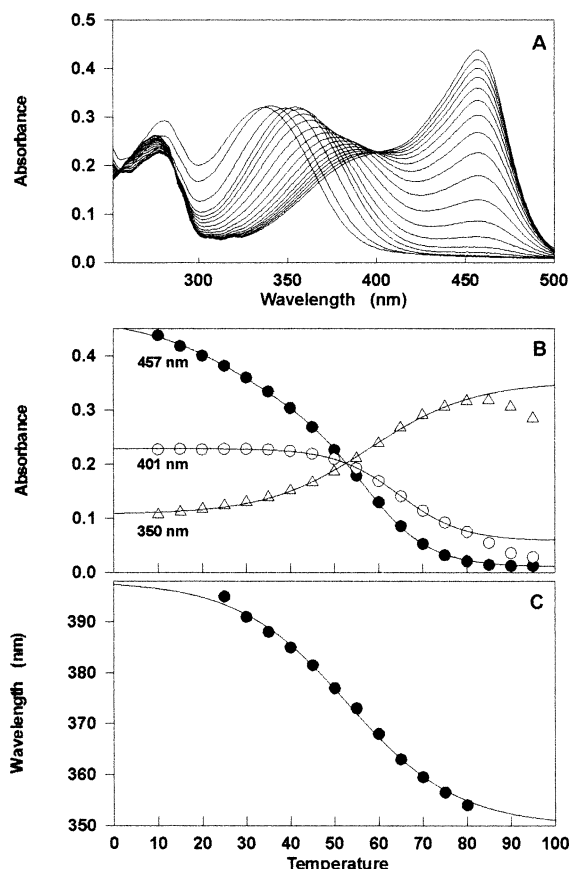 A
0.5
0.4
0.3
0.2
0.1
0.0
Absorbance
300 350 400 450 500
Wavelength (nm)
B
0.4
0.3
0.2
0.1
0.0
Absorbance
457 nm
401 nm
350 nm
C
390
380
370
360
350
Wavelength (nm)
0 10 20 30 40 50 60 70 80 90 100
Temperature